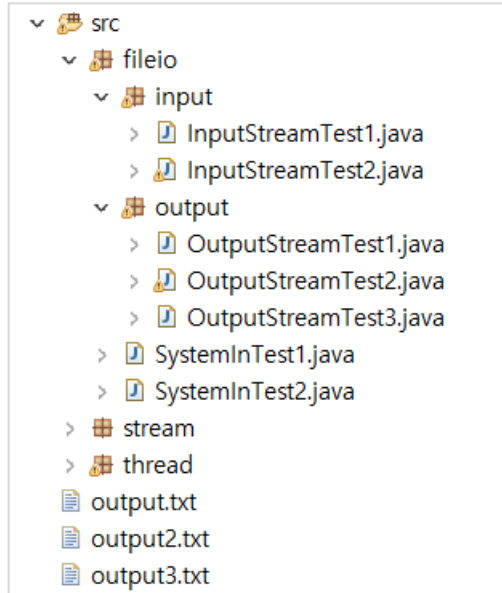 src
fileio
input
InputStreamTest1.java
InputStreamTest2.java
output
OutputStreamTest1.java
OutputStreamTest2.java
OutputStreamTest3.java
SystemInTest1.java
SystemInTest2.java
stream
thread
output.txt
output2.txt
output3.txt